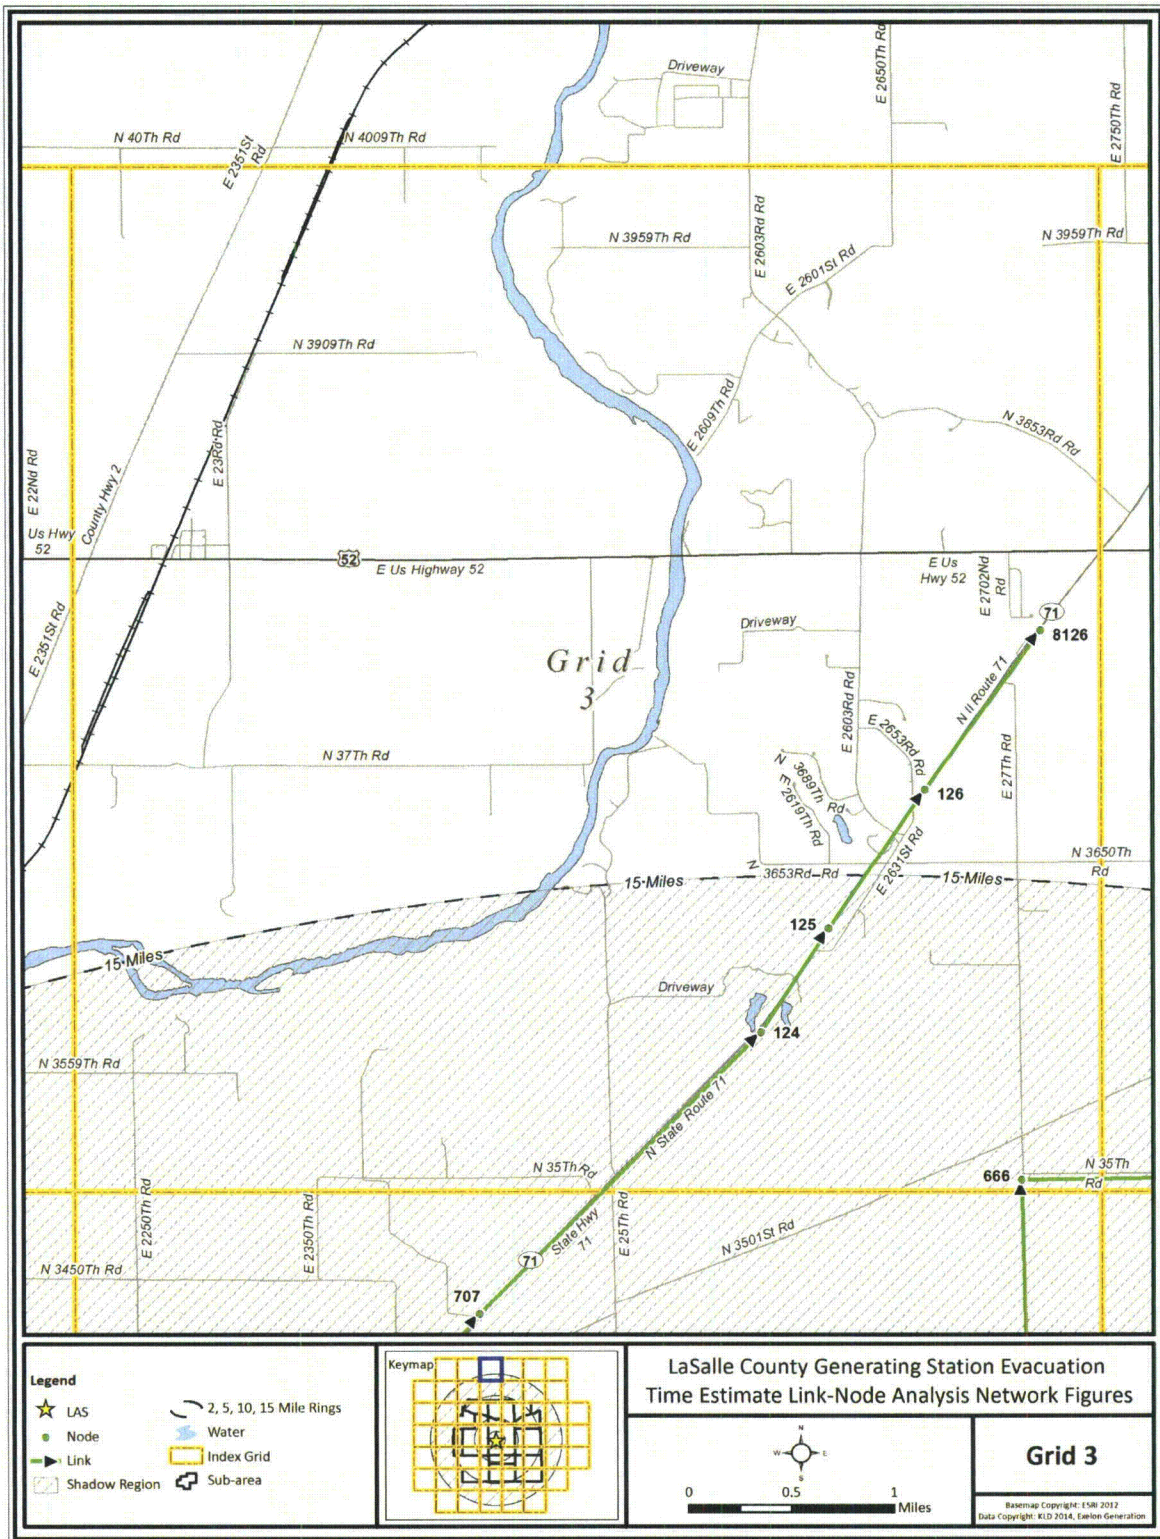 Driveway
E 2650Th Rd
E 2750Th Rd
N 40Th Rd
N 4009Th Rd
E 2351St
Rd
N 3959Th Rd
E 2603Rd Rd
N 3959Th Rd
E 2601St Rd
N 3909Th Rd
E 2609Th Rd
N 3853Rd Rd
E 23Rd Rd
E 22Nd Rd
County Hwy 2
Us Hwy
52
52
E Us Highway 52
E Us
Hwy 52
E 2702Nd
Rd
71
8126
E 2351St Rd
Driveway
Grid
3
N Il Route 71
E 2603Rd Rd
E 2653Rd Rd
E 27Th Rd
N 37Th Rd
N
3689Th
Rd
E 2619Th Rd
126
E 2631St Rd
N 3650Th
Rd
N
3653Rd Rd
15 Miles
15 Miles
125
15 Miles
Driveway
124
N 3559Th Rd
N State Route 71
N 35Th
Rd
666
N 35Th
Rd
E 2250Th Rd
E 2350Th Rd
State Hwy
71
E 25Th Rd
N 3501St Rd
71
N 3450Th Rd
707
Legend
LAS
Node
Link
Shadow Region
2, 5, 10, 15 Mile Rings
Water
Index Grid
Sub-area
Keymap
LaSalle County Generating Station Evacuation
Time Estimate Link-Node Analysis Network Figures
N
W E
S
0 0.5 1
Miles
Grid 3
Basemap Copyright: ESRI 2012
Data Copyright: KLD 2014, Exelon Generation